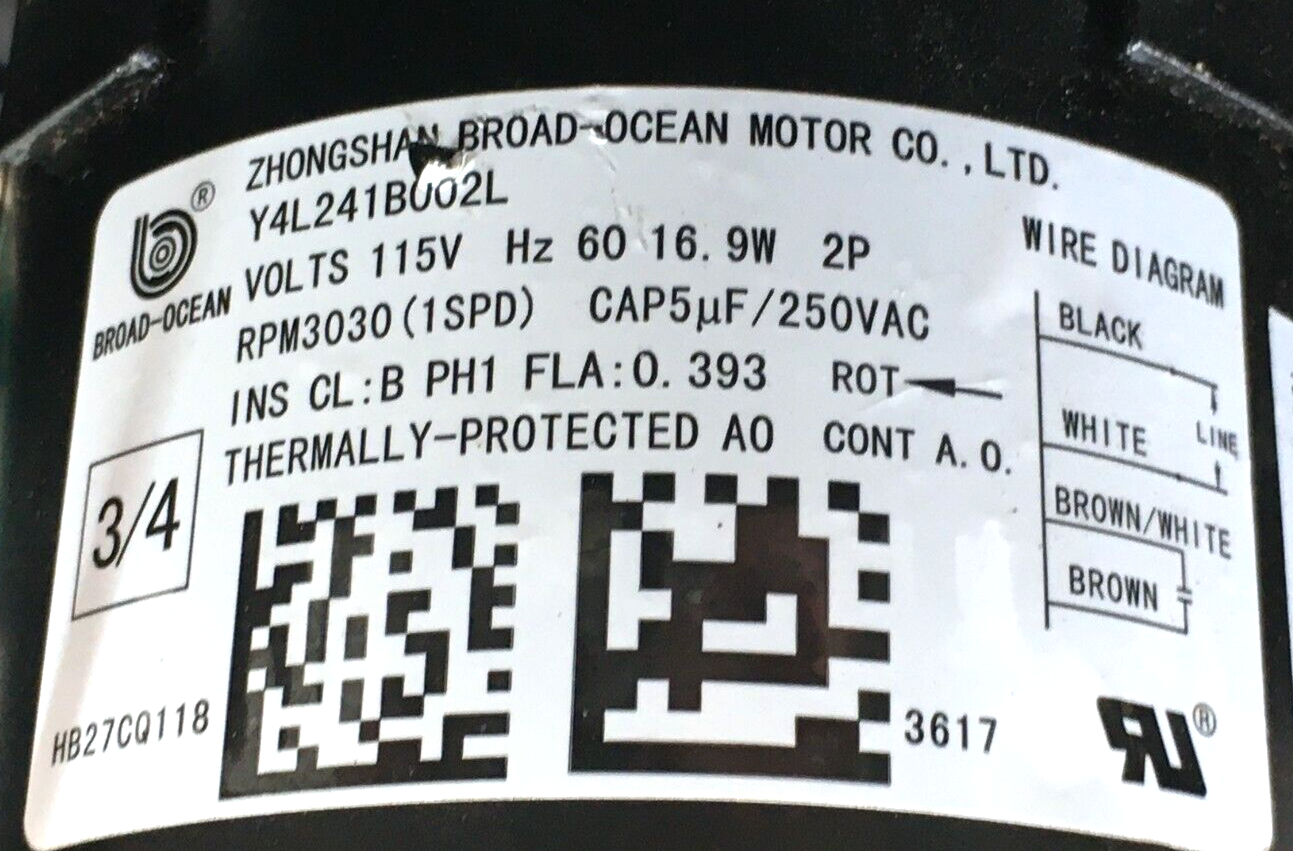 ZHONGSHAN BROAD-OCEAN MOTOR CO., LTD.
Y4L241B002L
VOLTS 115V Hz 60 16.9W 2P
RPM3030(1SPD) CAP5μF/250VAC
INS CL:B PH1 FLA:0.393 ROT
THERMALLY-PROTECTED AO CONT A.O.
®
BROAD-OCEAN
3/4
HB27CQ118
3617
WIRE DIAGRAM
BLACK
LINE
WHITE
BROWN/WHITE
BROWN
RU®